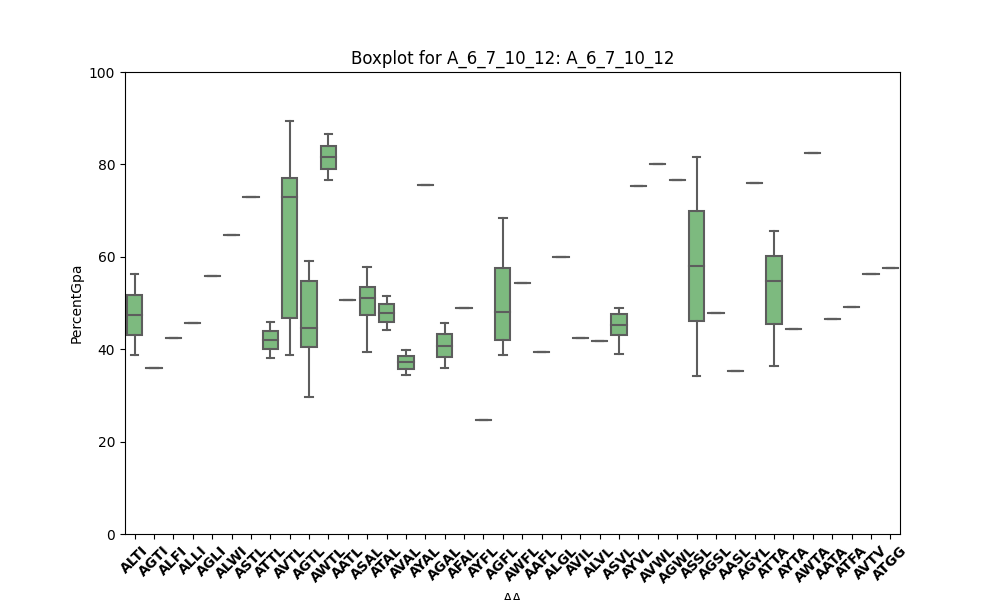 Boxplot for A_6_7_10_12: A_6_7_10_12
100
80
60
40
20
0
PercentGpa
ALTI
AGTI
ALFI
ALLI
AGLI
ALWI
ASTL
ATTL
AVTL
AGTL
AWTL
AATL
ASAL
ATAL
AVAL
AYAL
AGAL
AFAL
AYFL
AGFL
AWFL
AAFL
ALGL
AVIL
ALVL
ASVL
AYVL
AVWL
AGWL
ASSL
AGSL
AASL
AGYL
ATTA
AYTA
AWTA
AATA
ATFA
AVTV
ATGG
AA